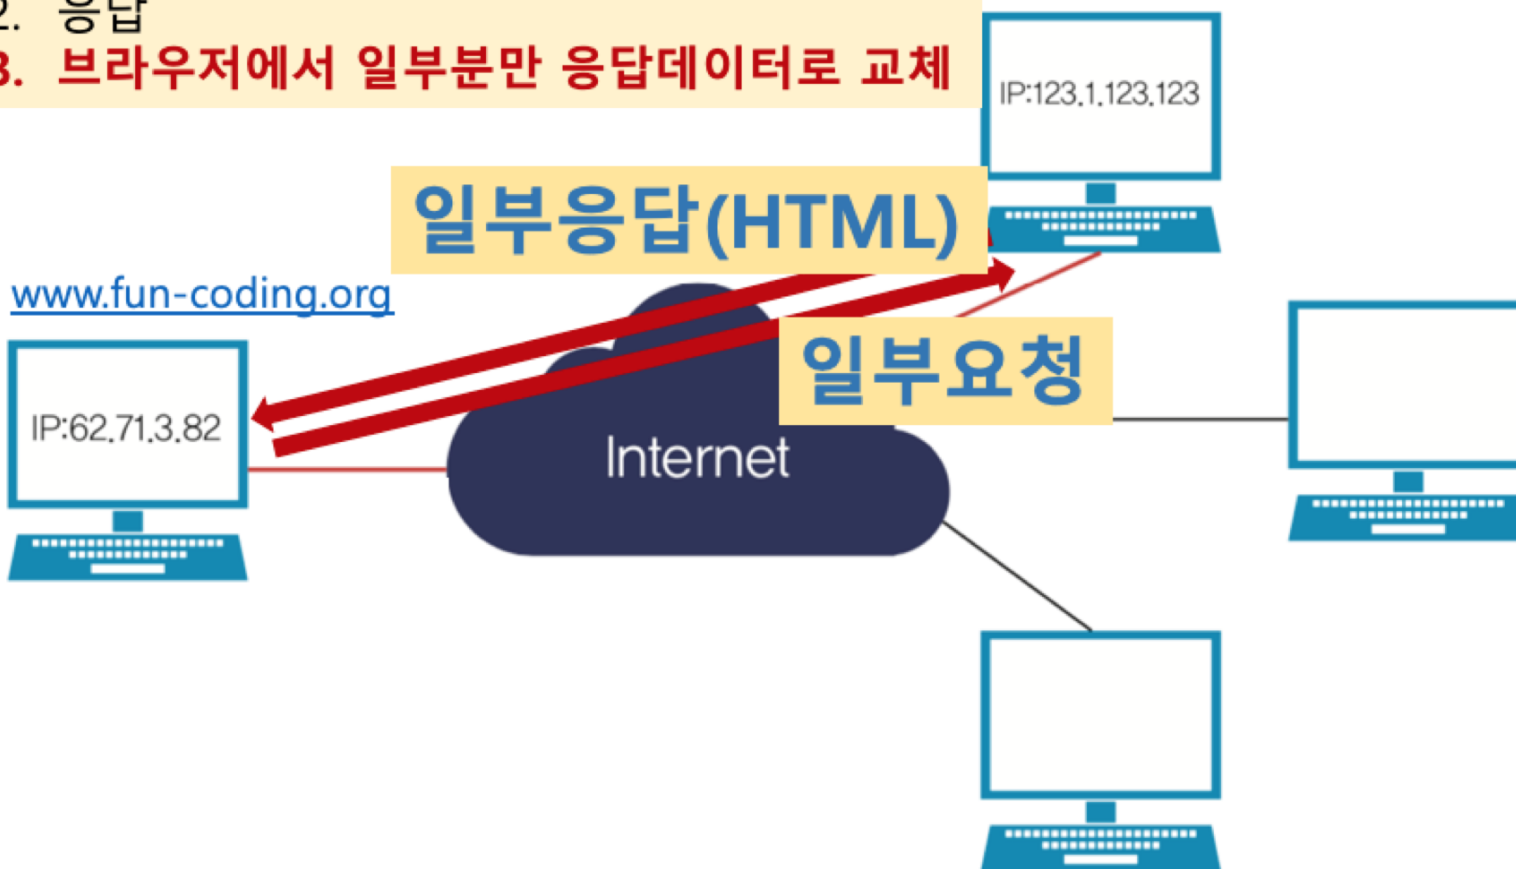 2. 응답
3. 브라우저에서 일부분만 응답데이터로 교체
IP:123.1.123.123
일부응답(HTML)
www.fun-coding.org
일부요청
IP:62.71.3.82
Internet